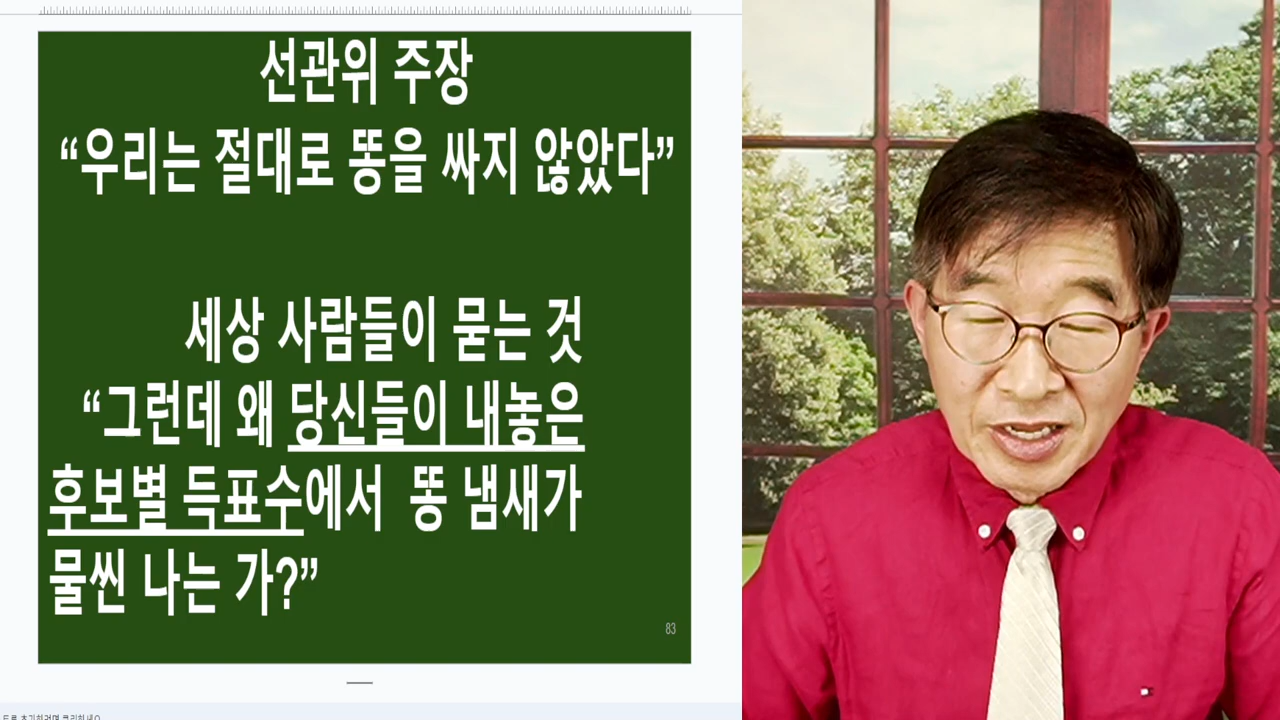 선관위 주장
“우리는 절대로 똥을 싸지 않았다”
세상 사람들이 묻는 것
“그런데 왜 당신들이 내놓은
후보별 득표수에서 똥 냄새가
물씬 나는 가?”
83